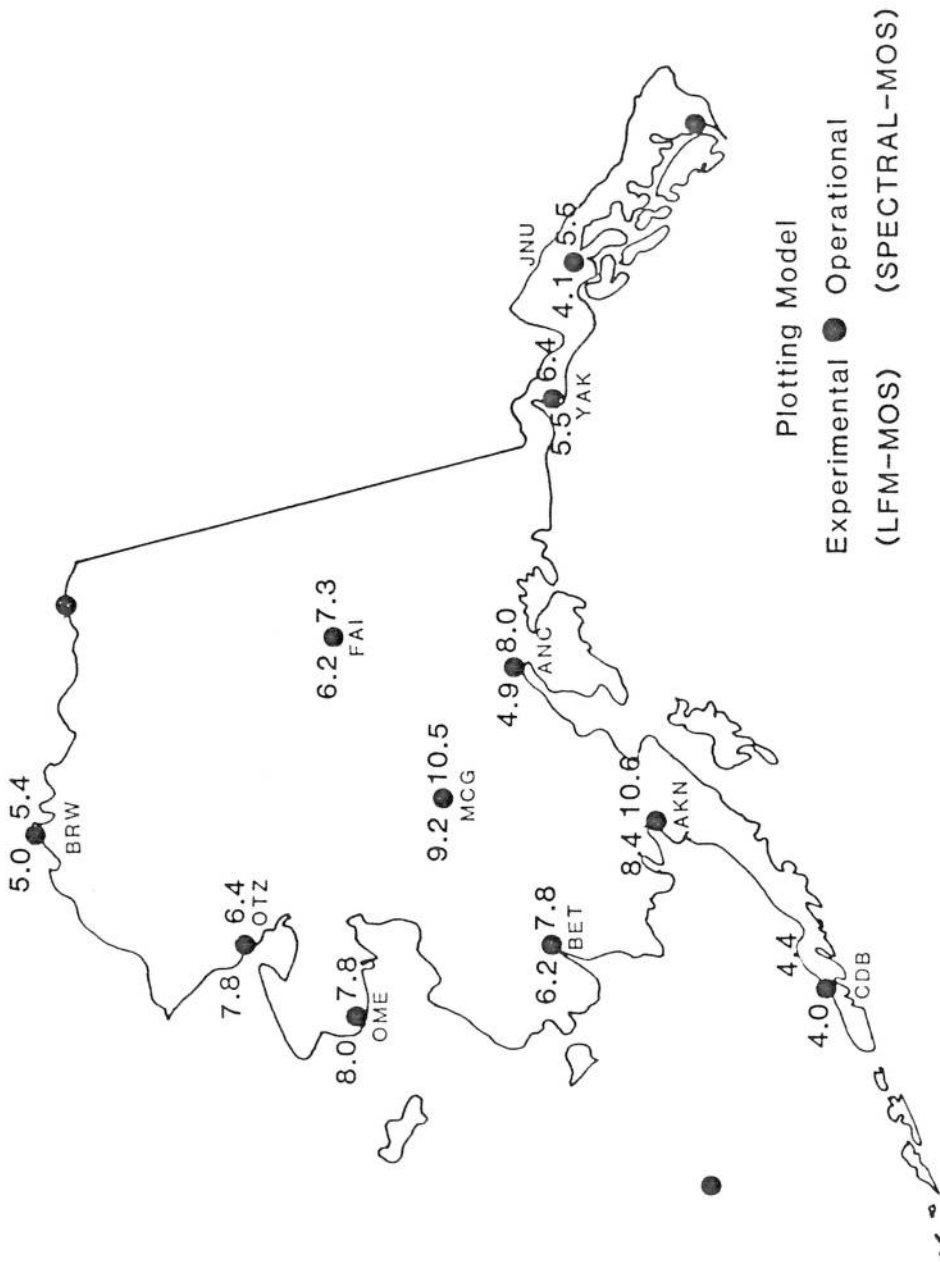 5.0 5.4
BRW
7.8 6.4
OTZ
8.0 7.8
OME
6.2 7.3
FAI
9.2 10.5
MCG
4.9 8.0
ANC
6.2 7.8
BET
8.4 10.6
AKN
4.0 4.4
CDB
5.5 6.4
YAK
JNU
4.1 5.5
Plotting Model
Experimental Operational
(LFM-MOS) (SPECTRAL-MOS)